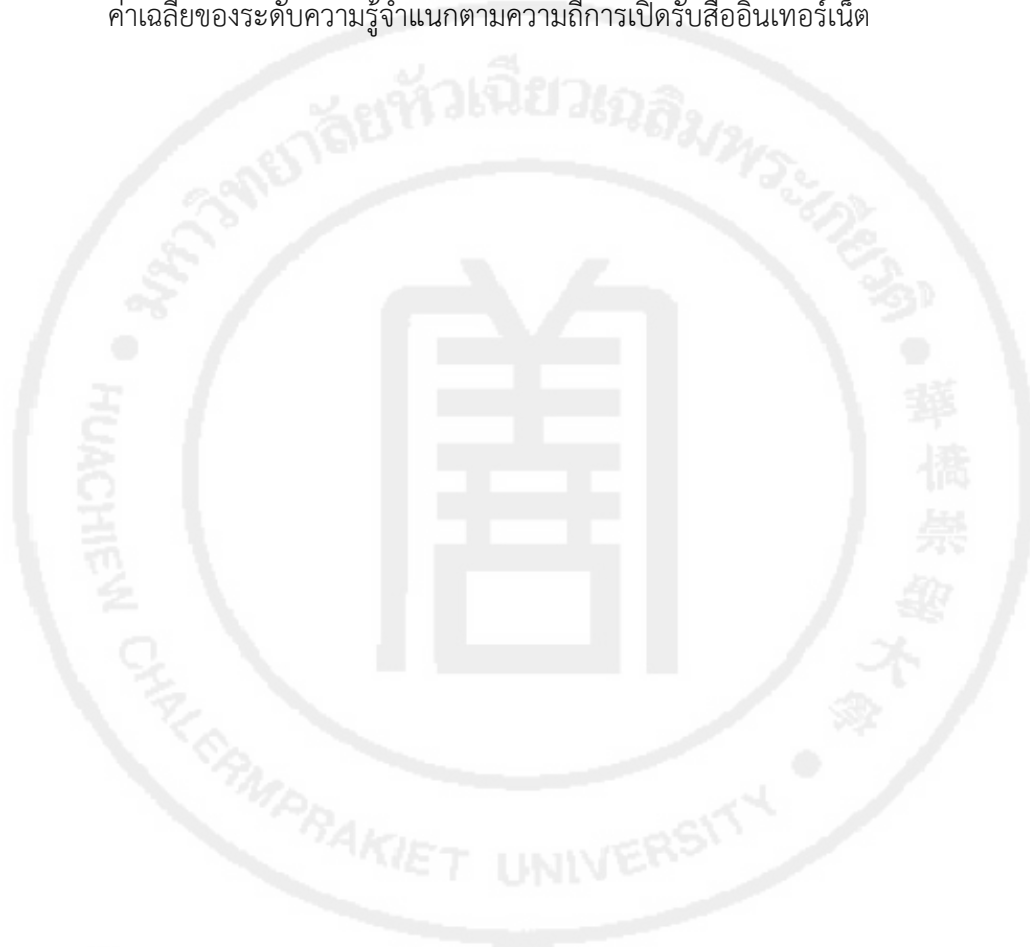 ค่าเฉลี่ยของระดับความรู้จำแนกตามความถี่การเปิดรับสื่ออินเทอร์เน็ต
มหาวิทยาลัยหัวเฉียวเฉลิมพระเกียรติ
華僑崇聖大學
HUACHIEW CHALERMPRAKIET UNIVERSITY